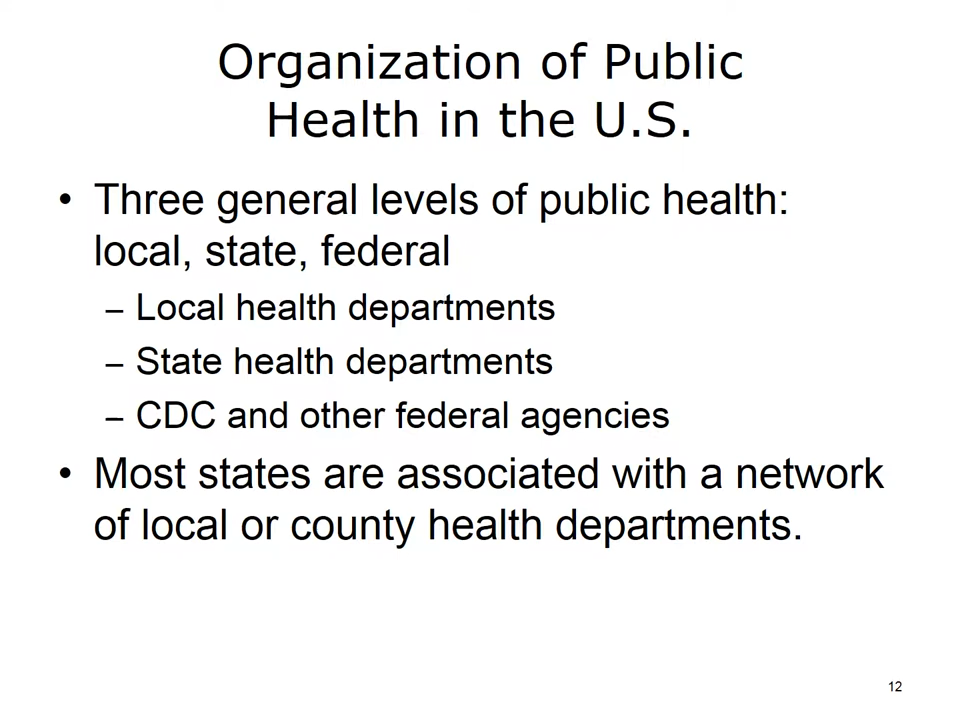 Organization of Public
Health in the U.S.
• Three general levels of public health:
local, state, federal
– Local health departments
– State health departments
– CDC and other federal agencies
• Most states are associated with a network
of local or county health departments.
12